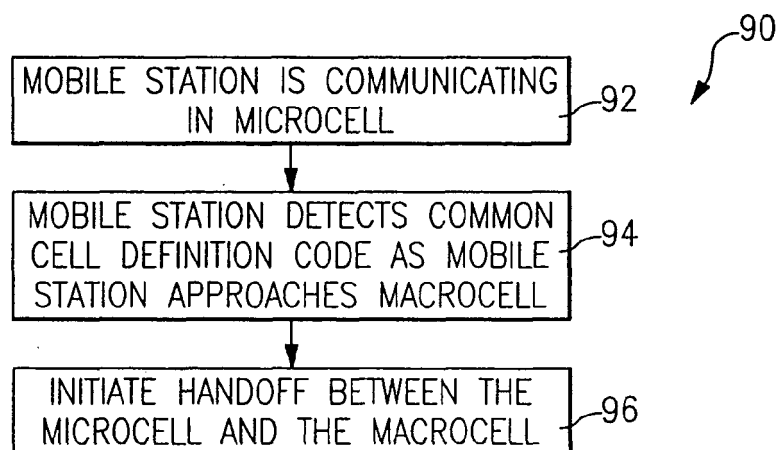 90
MOBILE STATION IS COMMUNICATING
IN MICROCELL
92
MOBILE STATION DETECTS COMMON
CELL DEFINITION CODE AS MOBILE
STATION APPROACHES MACROCELL
94
INITIATE HANDOFF BETWEEN THE
MICROCELL AND THE MACROCELL
96